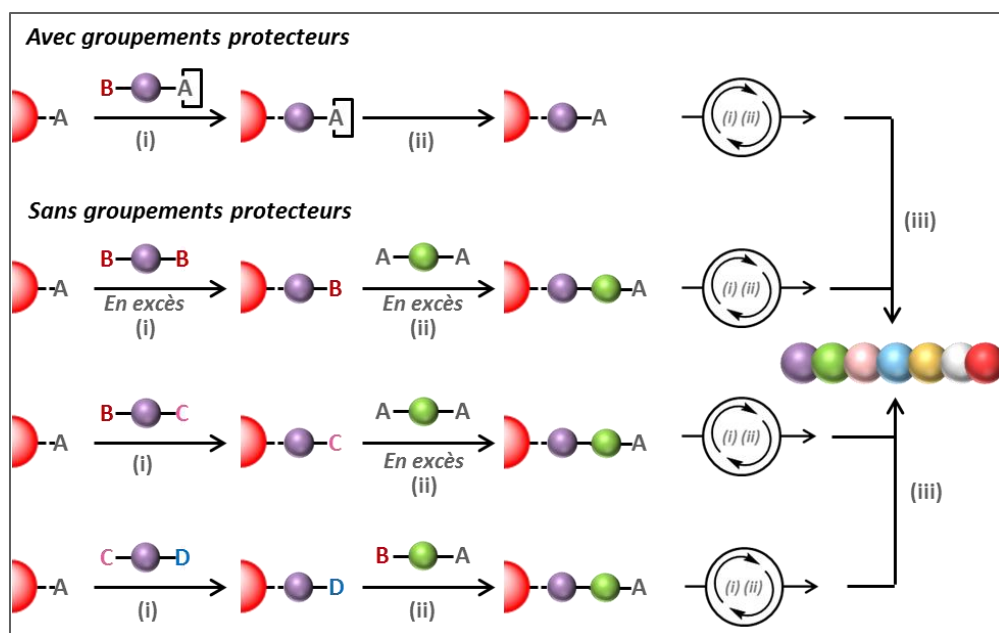 Avec groupements protecteurs
B A
A (i) A (ii) A (i) (ii)
(iii)
Sans groupements protecteurs
B B A A
A En excès B En excès A (i) (ii)
(i) (ii)
B C A A
A (i) C En excès A (i) (ii)
(ii)
(iii)
C D B A
A (i) D (ii) A (i) (ii)